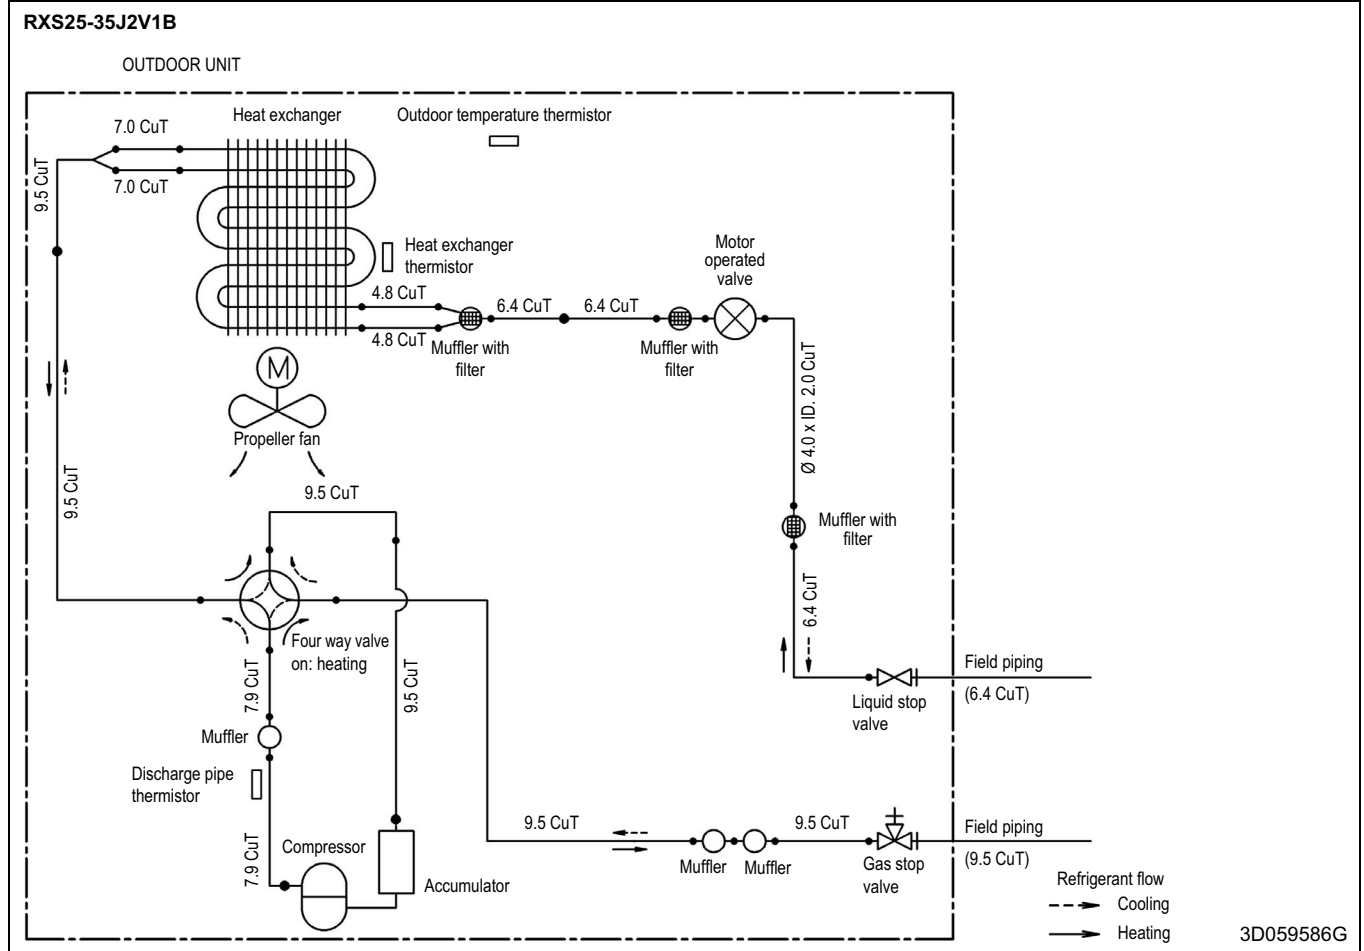 RXS25-35J2V1B
OUTDOOR UNIT
Heat exchanger
Outdoor temperature thermistor
7.0 CuT
7.0 CuT
9.5 CuT
Heat exchanger
thermistor
Motor
operated
valve
4.8 CuT
4.8 CuT
6.4 CuT
6.4 CuT
Muffler with
filter
Muffler with
filter
M
Propeller fan
Ø 4.0 x ID. 2.0 CuT
9.5 CuT
9.5 CuT
Muffler with
filter
6.4 CuT
Four way valve
on: heating
7.9 CuT
9.5 CuT
Field piping
(6.4 CuT)
Liquid stop
valve
Muffler
Discharge pipe
thermistor
7.9 CuT
Compressor
Accumulator
9.5 CuT
9.5 CuT
Muffler
Muffler
Gas stop
valve
Field piping
(9.5 CuT)
Refrigerant flow
Cooling
Heating
3D059586G